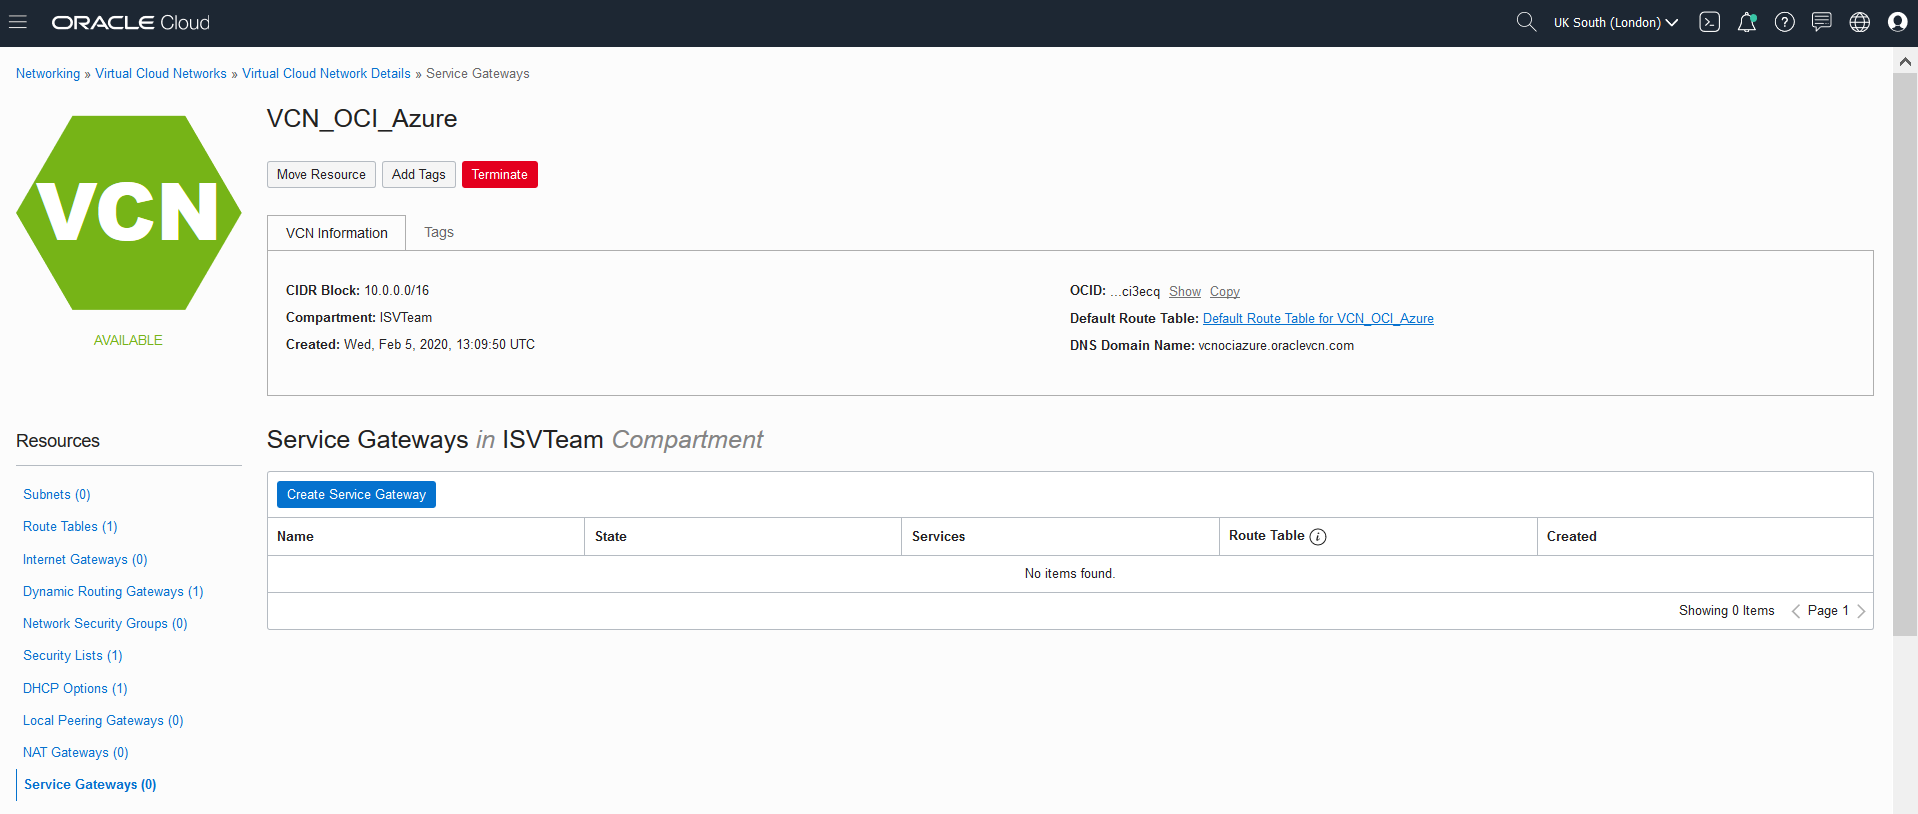 ORACLE Cloud
UK South (London)
Networking » Virtual Cloud Networks » Virtual Cloud Network Details » Service Gateways
VCN
AVAILABLE
VCN_OCI_Azure
Move Resource Add Tags Terminate
VCN Information Tags
CIDR Block: 10.0.0.0/16
Compartment: ISVTeam
Created: Wed, Feb 5, 2020, 13:09:50 UTC
OCID: ...ci3ecq Show Copy
Default Route Table: Default Route Table for VCN_OCI_Azure
DNS Domain Name: vcnociazure.oraclevcn.com
Resources
Subnets (0)
Route Tables (1)
Internet Gateways (0)
Dynamic Routing Gateways (1)
Network Security Groups (0)
Security Lists (1)
DHCP Options (1)
Local Peering Gateways (0)
NAT Gateways (0)
Service Gateways (0)
Service Gateways in ISVTeam Compartment
Create Service Gateway
Name State Services Route Table i Created
No items found.
Showing 0 Items < Page 1 >